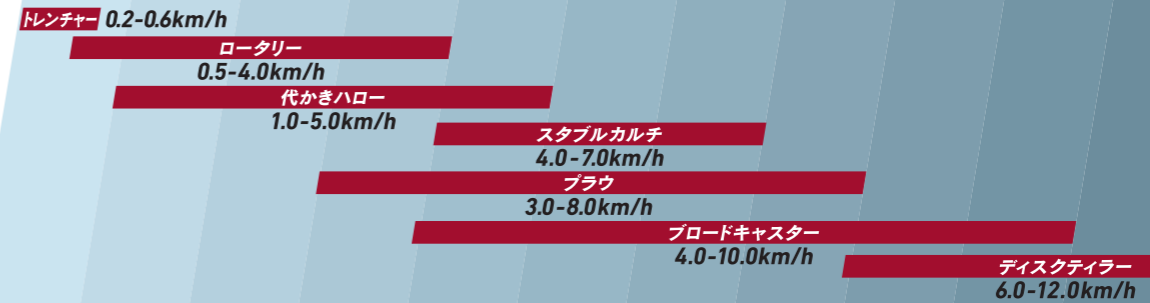 トレンチャー 0.2-0.6km/h
ロータリー
0.5-4.0km/h
代かきハロー
1.0-5.0km/h
スタブルカルチ
4.0-7.0km/h
プラウ
3.0-8.0km/h
ブロードキャスター
4.0-10.0km/h
ディスクティラー
6.0-12.0km/h